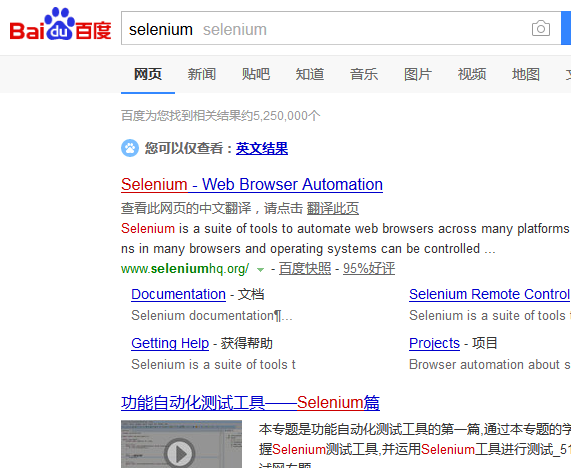 Bai du 百度
selenium selenium
网页 新闻 贴吧 知道 音乐 图片 视频 地图
百度为您找到相关结果约5,250,000个
您可以仅查看：英文结果
Selenium - Web Browser Automation
查看此网页的中文翻译，请点击 翻译此页
Selenium is a suite of tools to automate web browsers across many platforms
ns in many browsers and operating systems can be controlled ...
www.seleniumhq.org/ - 百度快照 - 95%好评
Documentation - 文档
Selenium documentation¶...
Selenium Remote Control
Selenium is a suite of tools
Getting Help - 获得帮助
Selenium is a suite of tools t
Projects - 项目
Browser automation about s
功能自动化测试工具——Selenium篇
本专题是功能自动化测试工具的第一篇,通过本专题的学
握Selenium测试工具,并运用Selenium工具进行测试_51
试网专题